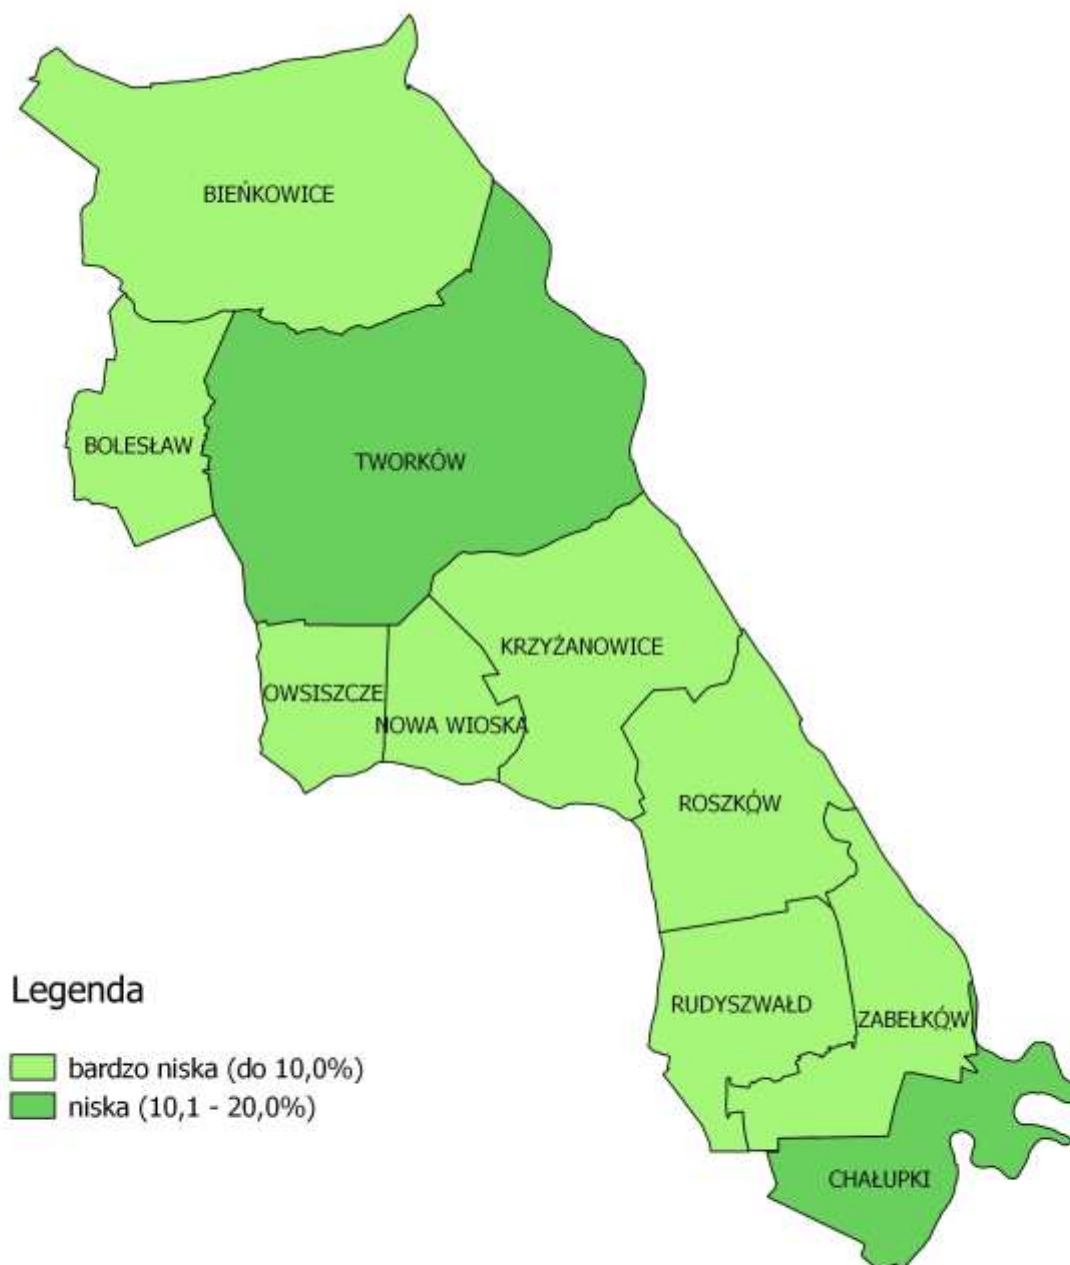 BIEŃKOWICE
BOLESŁAW
TWORKÓW
KRZYŻANOWICE
OWSISZCZE
NOWA WIOSKA
ROSZKÓW
RUDYSZWAŁD
ZABEŁKÓW
CHAŁUPKI
Legenda
bardzo niska (do 10,0%)
niska (10,1 - 20,0%)